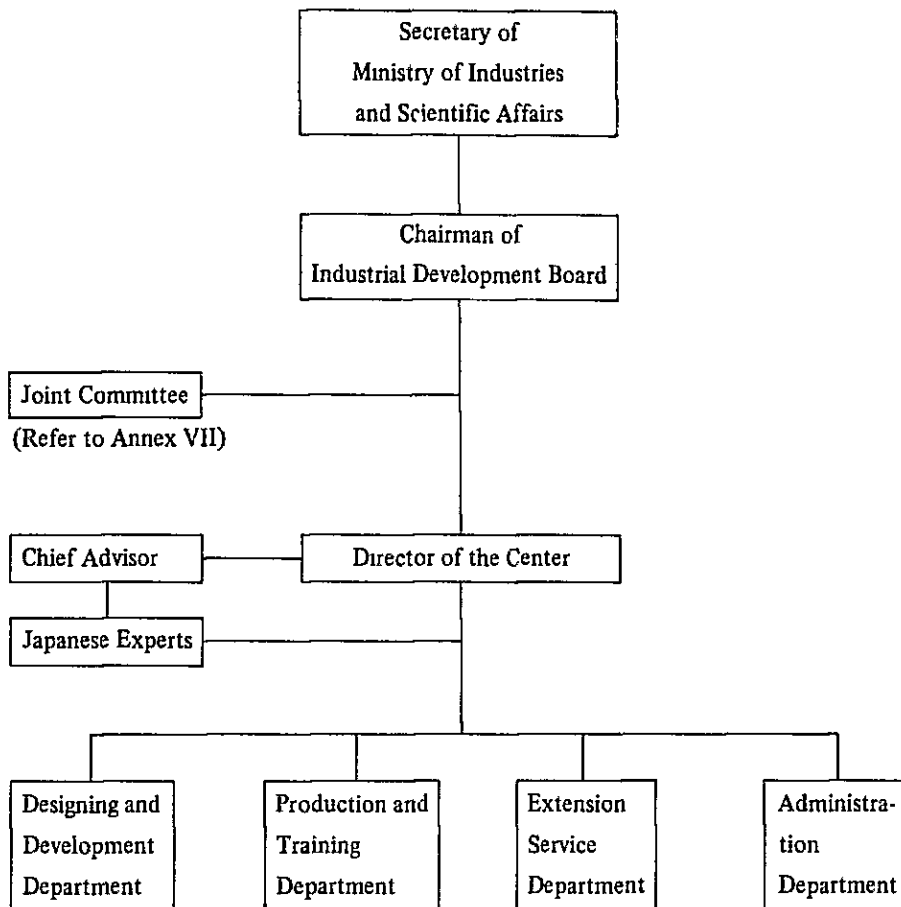 Secretary of
Ministry of Industries
and Scientific Affairs
Chairman of
Industrial Development Board
Joint Committee
(Refer to Annex VII)
Chief Advisor
Director of the Center
Japanese Experts
Designing and
Development
Department
Production and
Training
Department
Extension
Service
Department
Administra-
tion
Department